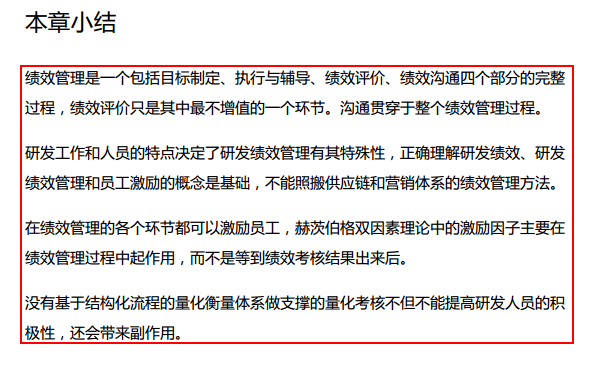 本章小结
绩效管理是一个包括目标制定、执行与辅导、绩效评价、绩效沟通四个部分的完整
过程，绩效评价只是其中最不增值的一个环节。沟通贯穿于整个绩效管理过程。
研发工作和人员的特点决定了研发绩效管理有其特殊性，正确理解研发绩效、研发
绩效管理和员工激励的概念是基础，不能照搬供应链和营销体系的绩效管理方法。
在绩效管理的各个环节都可以激励员工，赫茨伯格双因素理论中的激励因子主要在
绩效管理过程中起作用，而不是等到绩效考核结果出来后。
没有基于结构化流程的量化衡量体系做支撑的量化考核不但不能提高研发人员的积
极性，还会带来副作用。